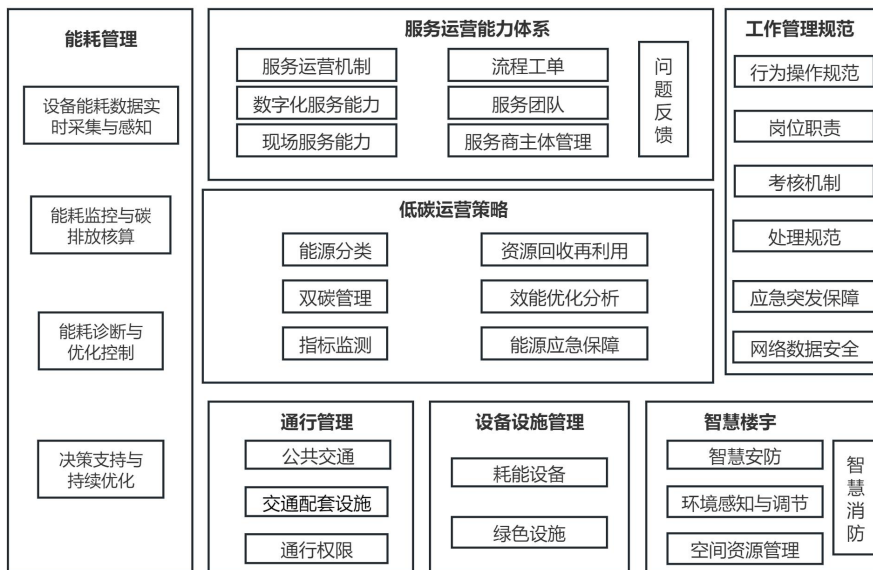 能耗管理
设备能耗数据实
时采集与感知
能耗监控与碳
排放核算
能耗诊断与
优化控制
决策支持与
持续优化
服务运营能力体系
服务运营机制
流程工单
数字化服务能力
服务团队
现场服务能力
服务商主体管理
问题反馈
低碳运营策略
能源分类
资源回收再利用
双碳管理
效能优化分析
指标监测
能源应急保障
工作管理规范
行为操作规范
岗位职责
考核机制
处理规范
应急突发保障
网络数据安全
通行管理
公共交通
交通配套设施
通行权限
设备设施管理
耗能设备
绿色设施
智慧楼宇
智慧安防
环境感知与调节
空间资源管理
智慧消防